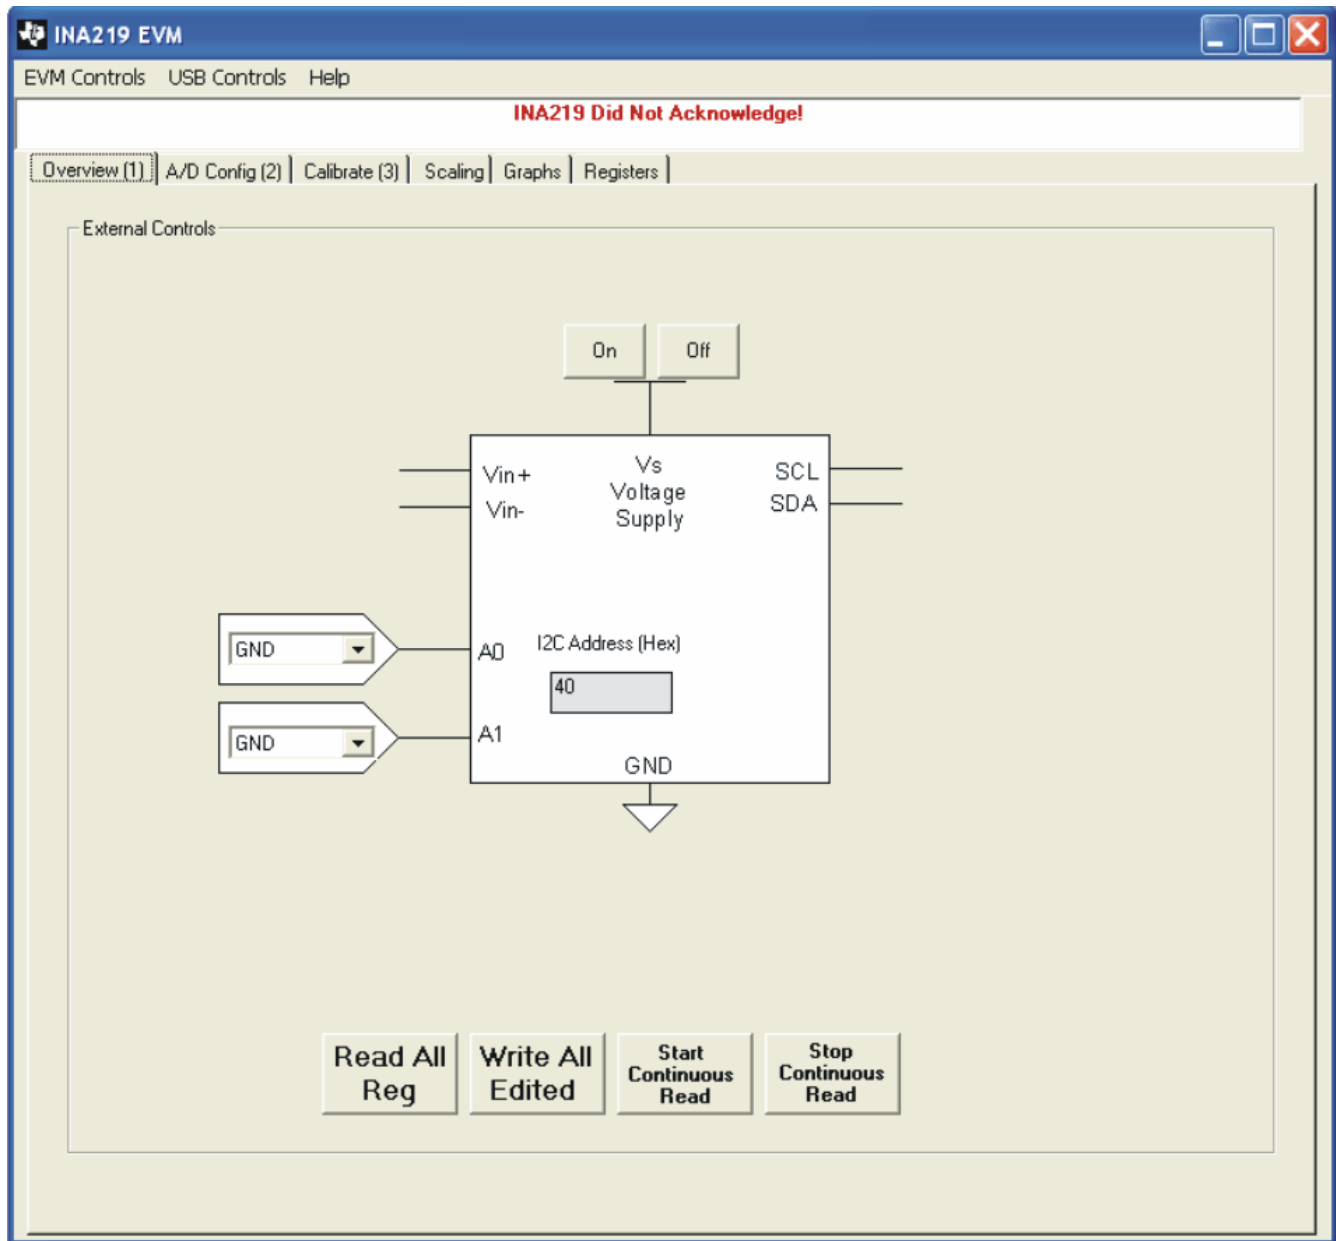 INA219 EVM
EVM Controls USB Controls Help
INA219 Did Not Acknowledge!
Overview (1) A/D Config (2) Calibrate (3) Scaling Graphs Registers
External Controls
On Off
Vin+
Vin-
Vs
Voltage
Supply
SCL
SDA
GND
A0
I2C Address (Hex)
40
GND
A1
GND
Read All
Reg
Write All
Edited
Start
Continuous
Read
Stop
Continuous
Read